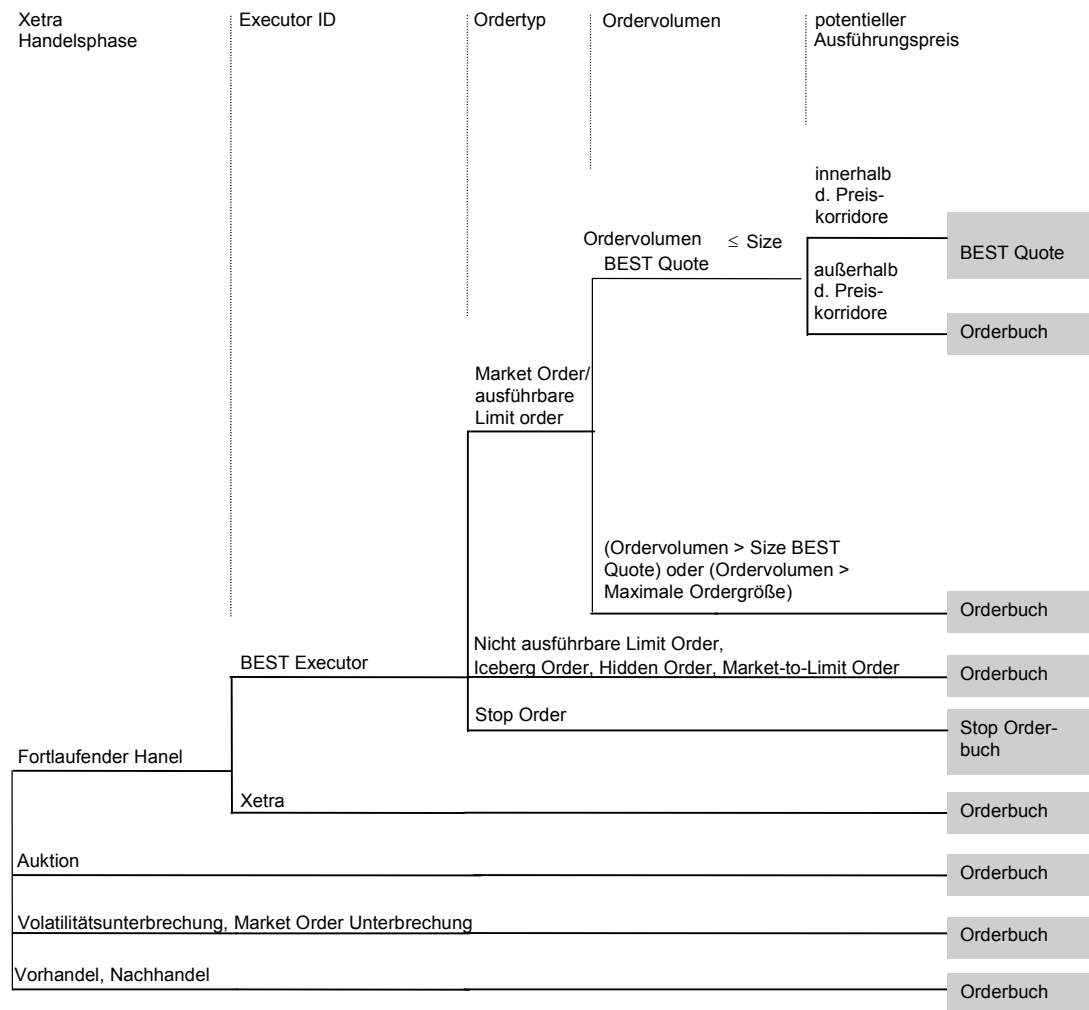 Xetra
Handelsphase
Executor ID
Ordertyp
Ordervolumen
potentieller
Ausführungspreis
innerhalb
d. Preis-
korridore
Ordervolumen ≤ Size
BEST Quote
BEST Quote
außerhalb
d. Preis-
korridore
Orderbuch
Market Order/
ausführbare
Limit order
(Ordervolumen > Size BEST
Quote) oder (Ordervolumen >
Maximale Ordergröße)
Orderbuch
BEST Executor
Nicht ausführbare Limit Order,
Iceberg Order, Hidden Order, Market-to-Limit Order
Orderbuch
Stop Order
Stop Order-
buch
Fortlaufender Hanel
Xetra
Orderbuch
Auktion
Orderbuch
Volatilitätsunterbrechung, Market Order Unterbrechung
Orderbuch
Vorhandel, Nachhandel
Orderbuch